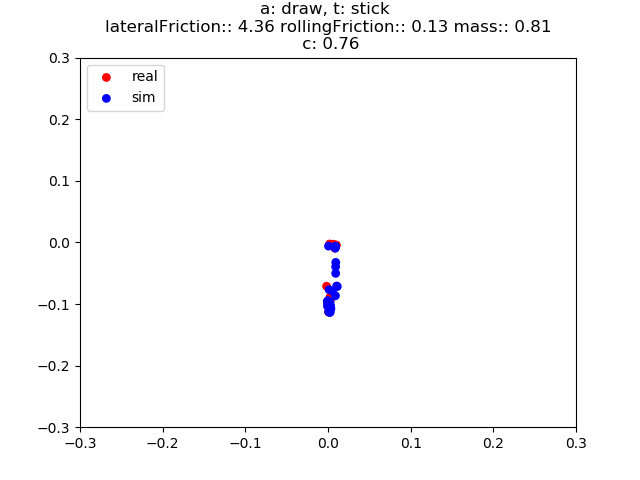 a: draw, t: stick
lateralFriction:: 4.36 rollingFriction:: 0.13 mass:: 0.81
c: 0.76
real
sim
0.3
0.2
0.1
0.0
−0.1
−0.2
−0.3
−0.3 −0.2 −0.1 0.0 0.1 0.2 0.3